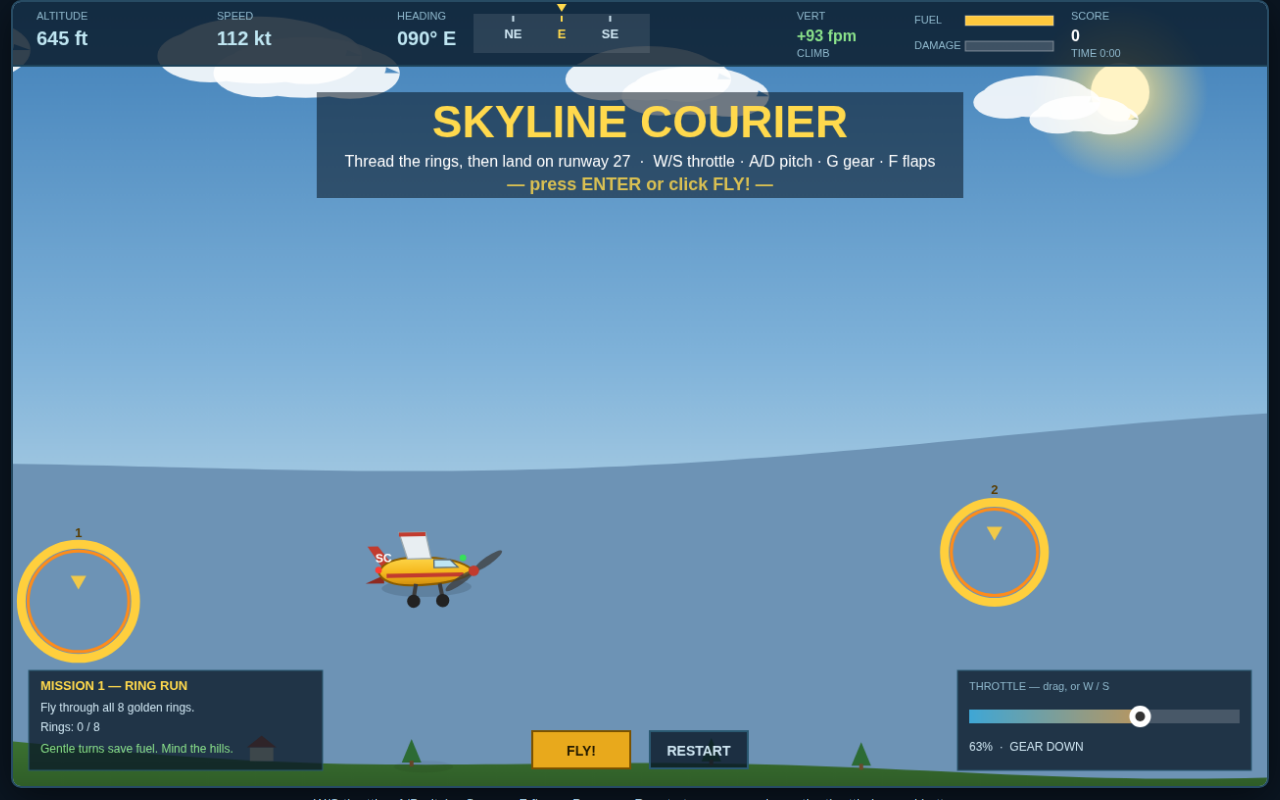 ALTITUDE
645 ft
SPEED
112 kt
HEADING
090° E
NE E SE
VERT
+93 fpm
CLIMB
FUEL
DAMAGE
SCORE
0
TIME 0:00
SKYLINE COURIER
Thread the rings, then land on runway 27 · W/S throttle · A/D pitch · G gear · F flaps
— press ENTER or click FLY! —
1
2
SC
MISSION 1 — RING RUN
Fly through all 8 golden rings.
Rings: 0 / 8
Gentle turns save fuel. Mind the hills.
FLY!
RESTART
THROTTLE — drag, or W / S
63% · GEAR DOWN